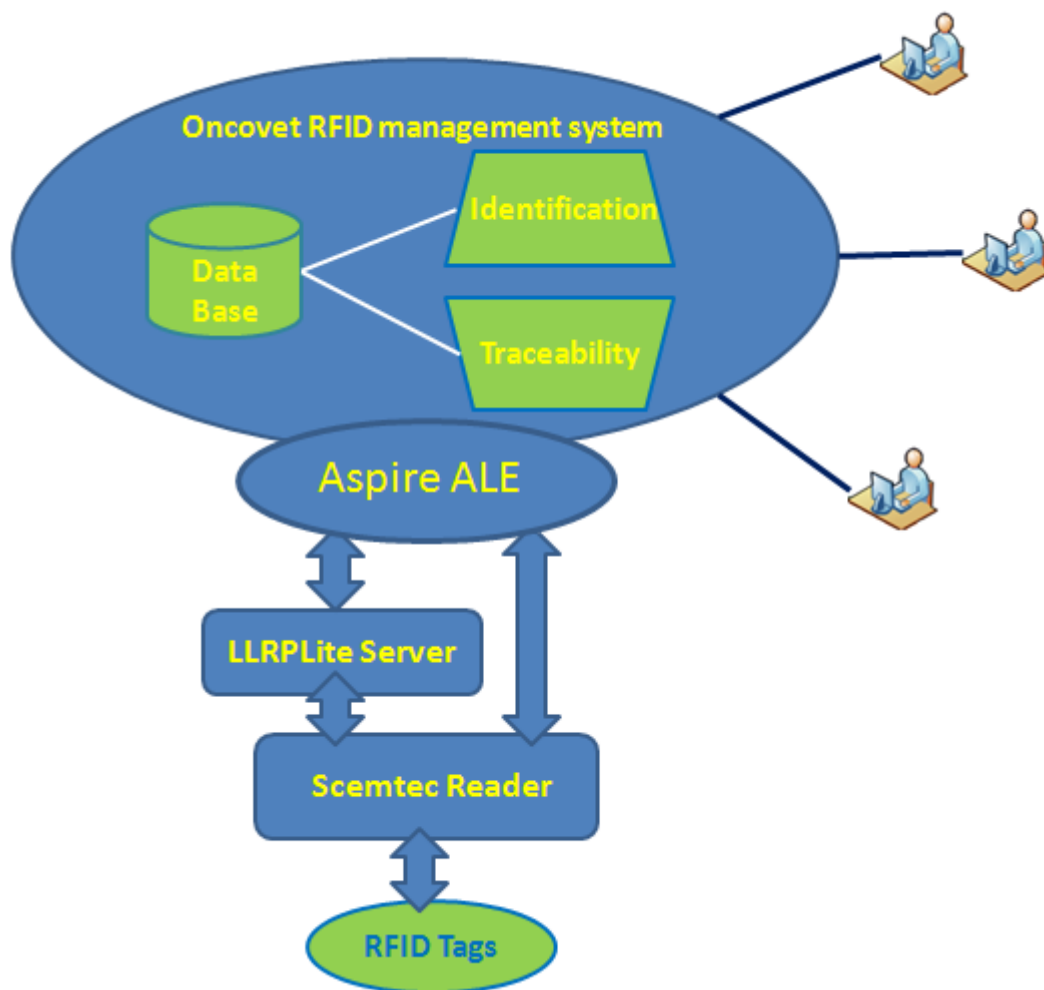 Oncovet RFID management system
Identification
Data
Base
Traceability
Aspire ALE
LLRPLite Server
Scemtec Reader
RFID Tags